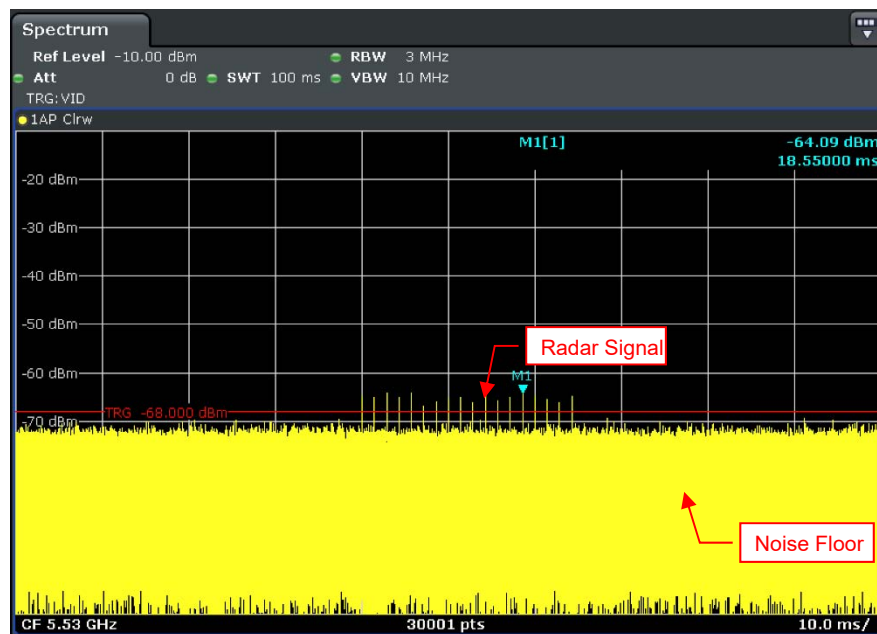 Spectrum
Ref Level -10.00 dBm RBW 3 MHz
Att 0 dB SWT 100 ms VBW 10 MHz
TRG:VID
1AP Clrw
M1[1] -64.09 dBm
18.55000 ms
-20 dBm
-30 dBm
-40 dBm
-50 dBm
Radar Signal
-60 dBm
M1
TRG -68.000 dBm
-70 dBm
Noise Floor
CF 5.53 GHz 30001 pts 10.0 ms/